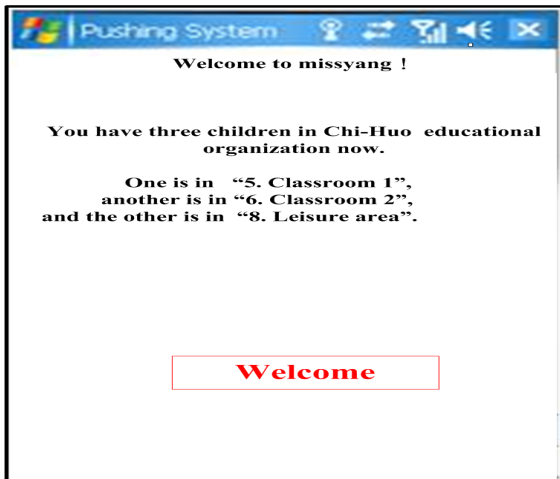 Pushing System
Welcome to missyang !
You have three children in Chi-Huo educational
organization now.
One is in “5. Classroom 1”,
another is in “6. Classroom 2”,
and the other is in “8. Leisure area”.
Welcome